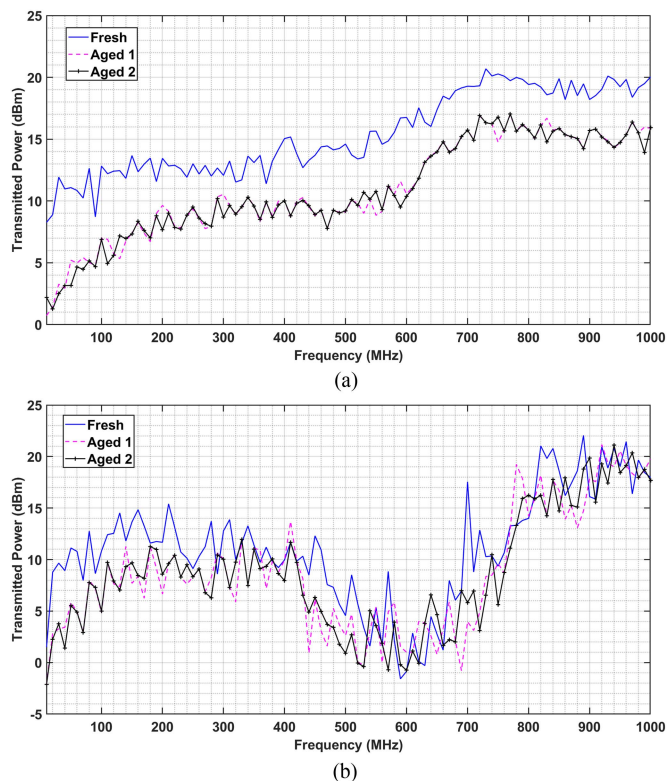 25
Fresh
Aged 1
Aged 2
20
15
10
5
0
Transmitted Power (dBm)
100 200 300 400 500 600 700 800 900 1000
Frequency (MHz)
(a)
25
Fresh
Aged 1
Aged 2
20
15
10
5
0
-5
Transmitted Power (dBm)
100 200 300 400 500 600 700 800 900 1000
Frequency (MHz)
(b)